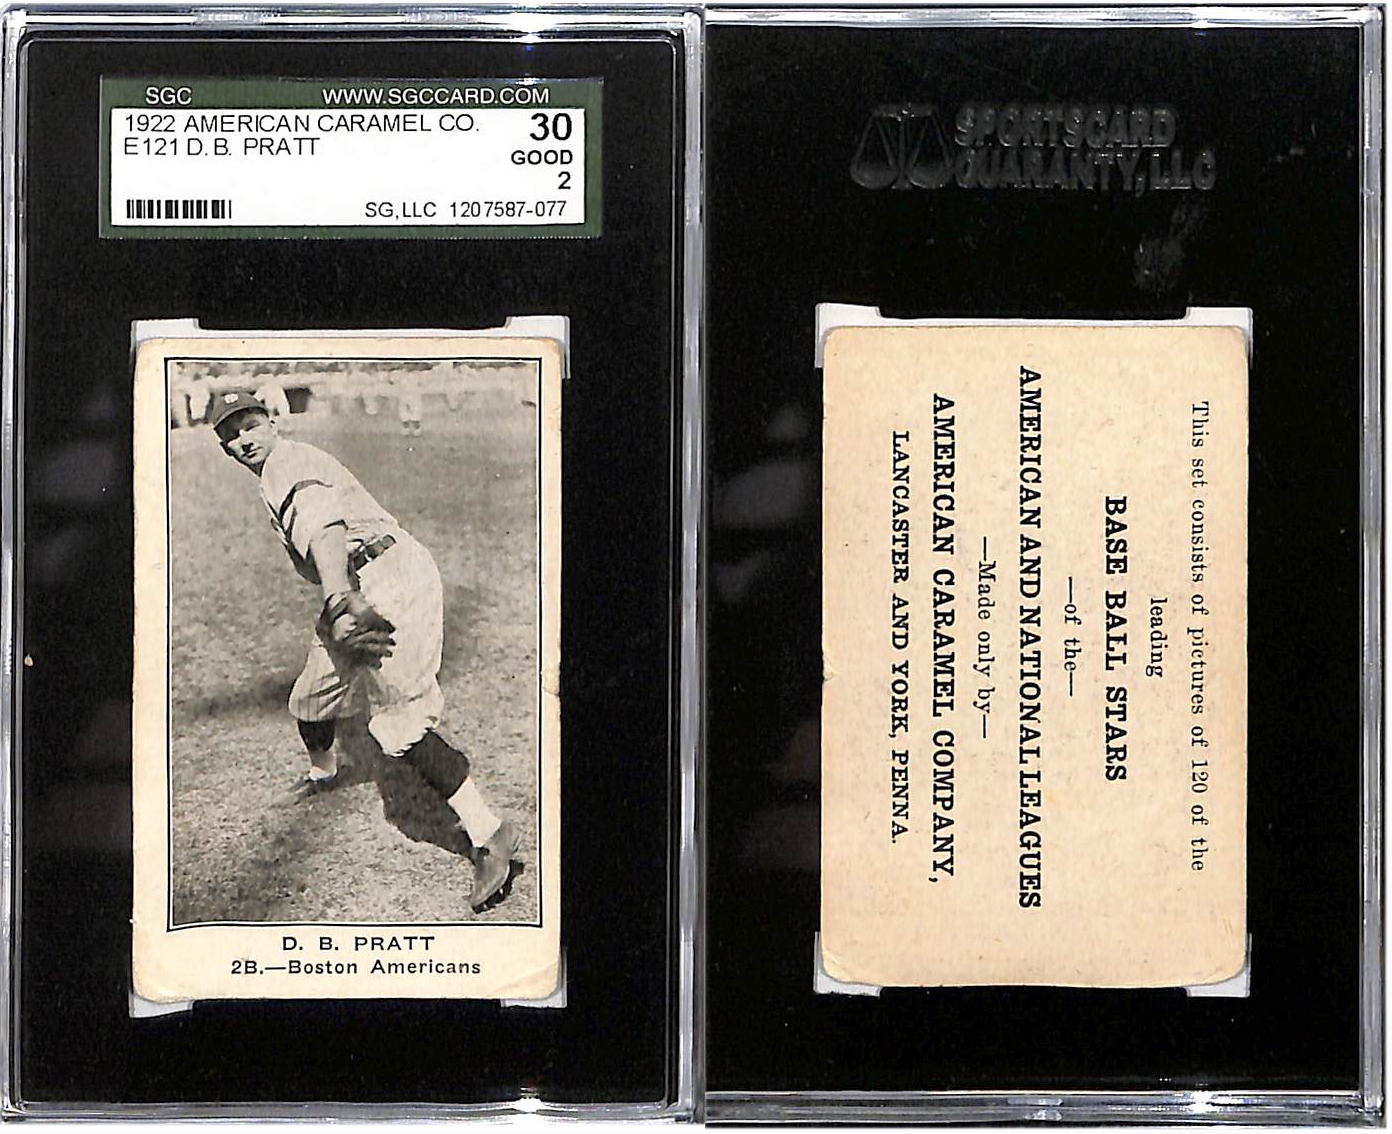 SGC WWW.SGCCARD.COM
1922 AMERICAN CARAMEL CO. 30
E121 D.B. PRATT GOOD
2
SG,LLC 1207587-077
D. B. PRATT
2B.—Boston Americans
SPORTSCARD
GUARANTY, LLC
This set consists of pictures of 120 of the
leading
BASE BALL STARS
—of the—
AMERICAN AND NATIONAL LEAGUES
—Made only by—
AMERICAN CARAMEL COMPANY,
LANCASTER AND YORK, PENNA.